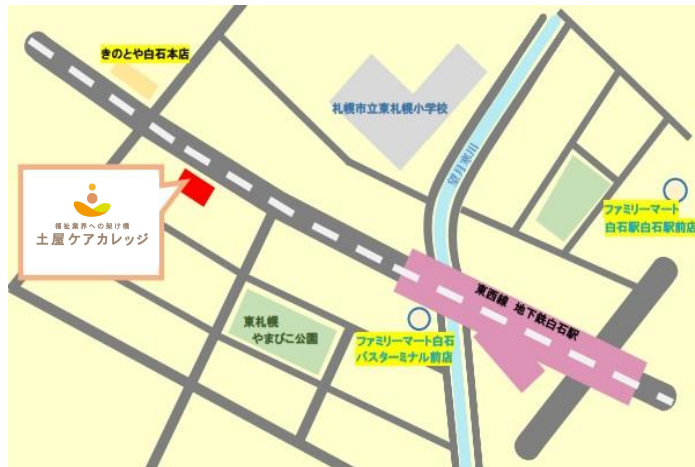 きのとや白石本店
札幌市立東札幌小学校
望月寒川
福祉業界への架け橋
土屋ケアカレッジ
ファミリーマート
白石駅白石駅前店
東西線 地下鉄白石駅
東札幌
やまびこ公園
ファミリーマート白石
バスターミナル前店